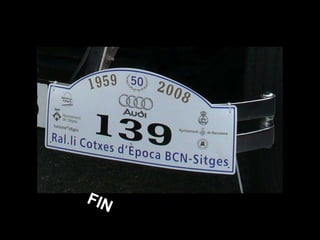 1959 50 2008
Audi
139
Ral.li Cotxes d'Època BCN-Sitges
FIN